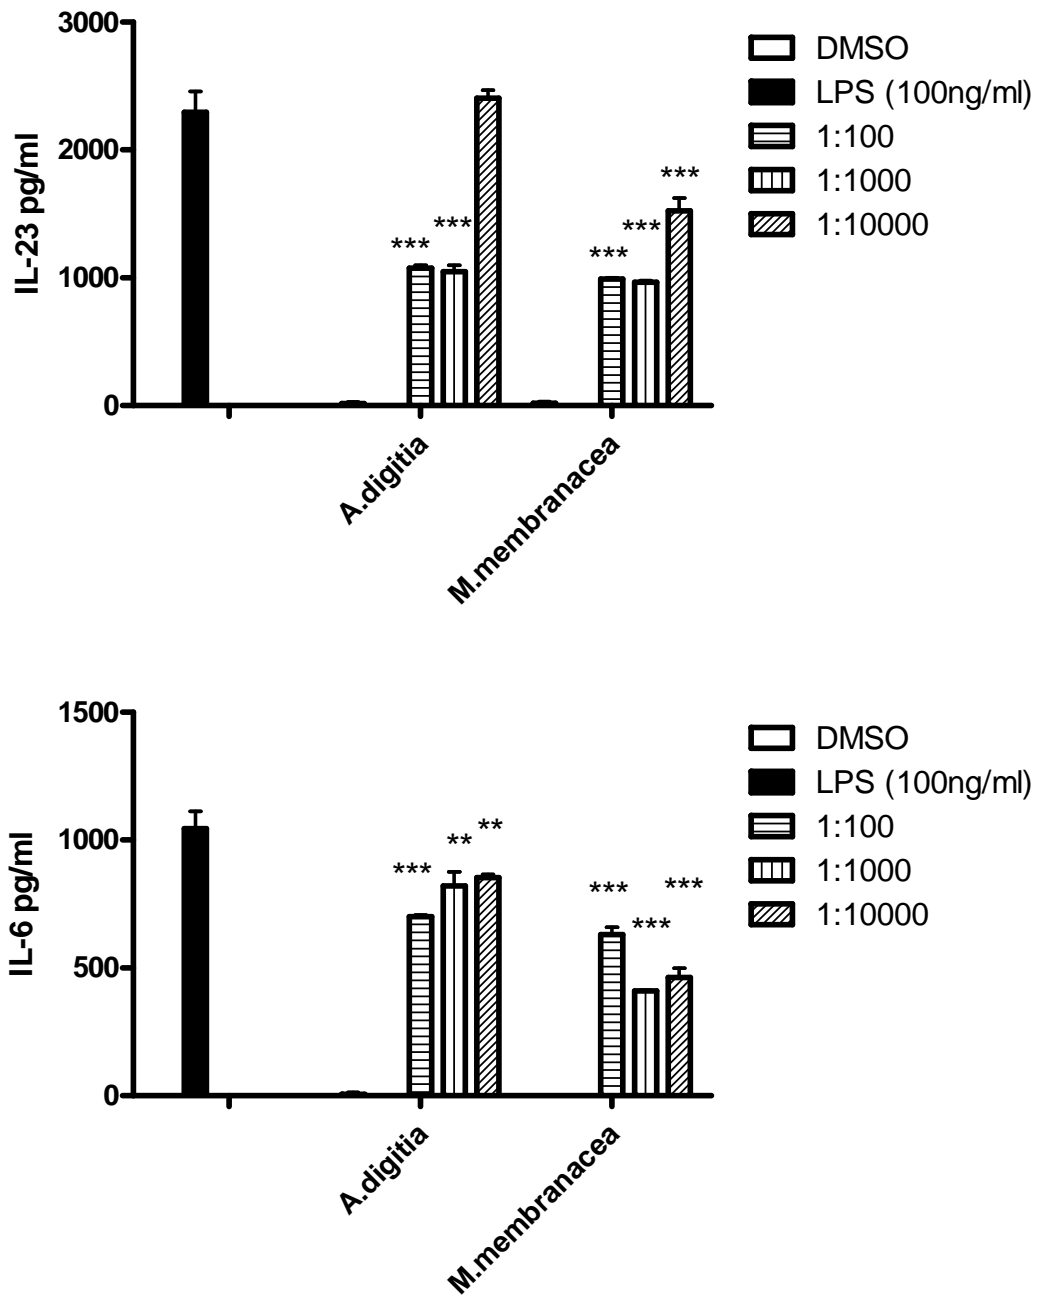 3000
2000
1000
0
IL-23 pg/ml
***
***
***
***
***
A.digitia
M.membranacea
DMSO
LPS (100ng/ml)
1:100
1:1000
1:10000
1500
1000
500
0
IL-6 pg/ml
***
**
**
***
***
***
A.digitia
M.membranacea
DMSO
LPS (100ng/ml)
1:100
1:1000
1:10000